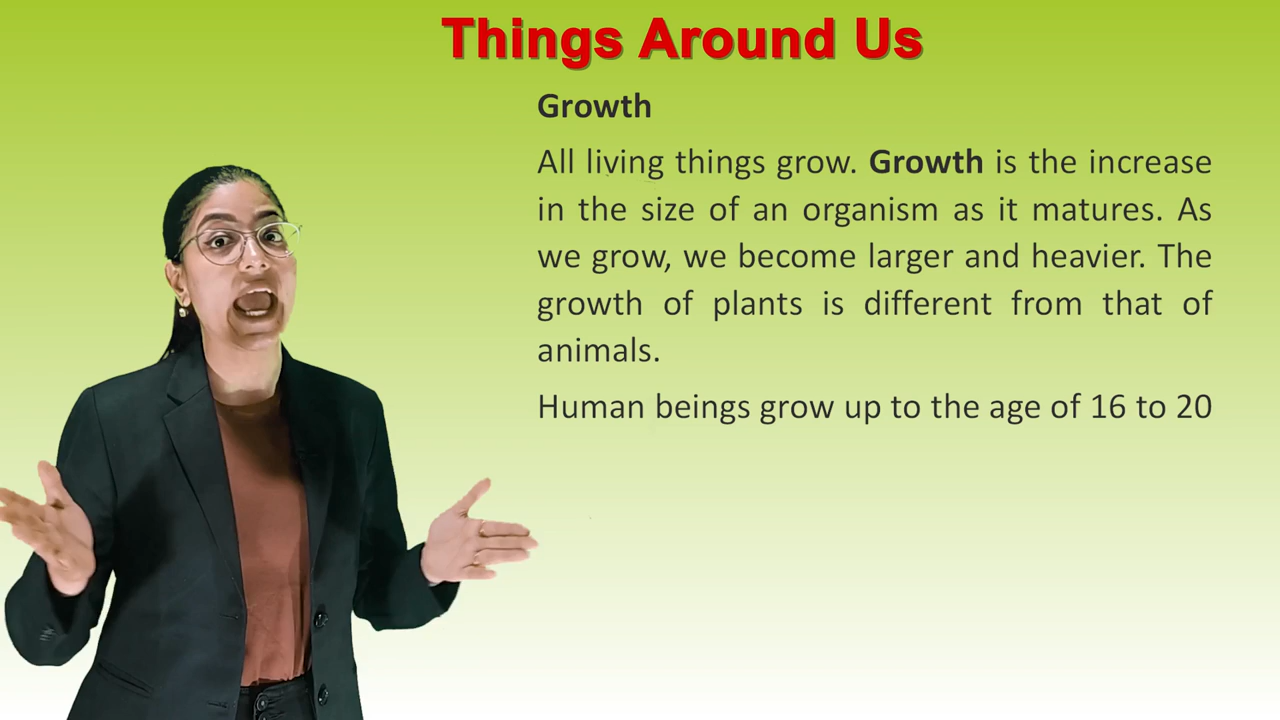 Things Around Us
Growth
All living things grow. Growth is the increase
in the size of an organism as it matures. As
we grow, we become larger and heavier. The
growth of plants is different from that of
animals.
Human beings grow up to the age of 16 to 20